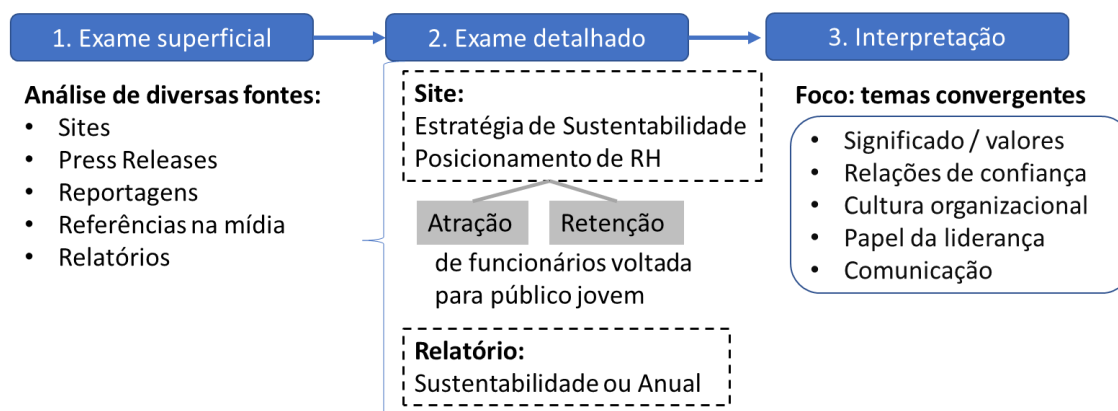 1. Exame superficial
2. Exame detalhado
3. Interpretação
Análise de diversas fontes:
• Sites
• Press Releases
• Reportagens
• Referências na mídia
• Relatórios
Site:
Estratégia de Sustentabilidade
Posicionamento de RH
Atração
Retenção
de funcionários voltada
para público jovem
Relatório:
Sustentabilidade ou Anual
Foco: temas convergentes
• Significado / valores
• Relações de confiança
• Cultura organizacional
• Papel da liderança
• Comunicação